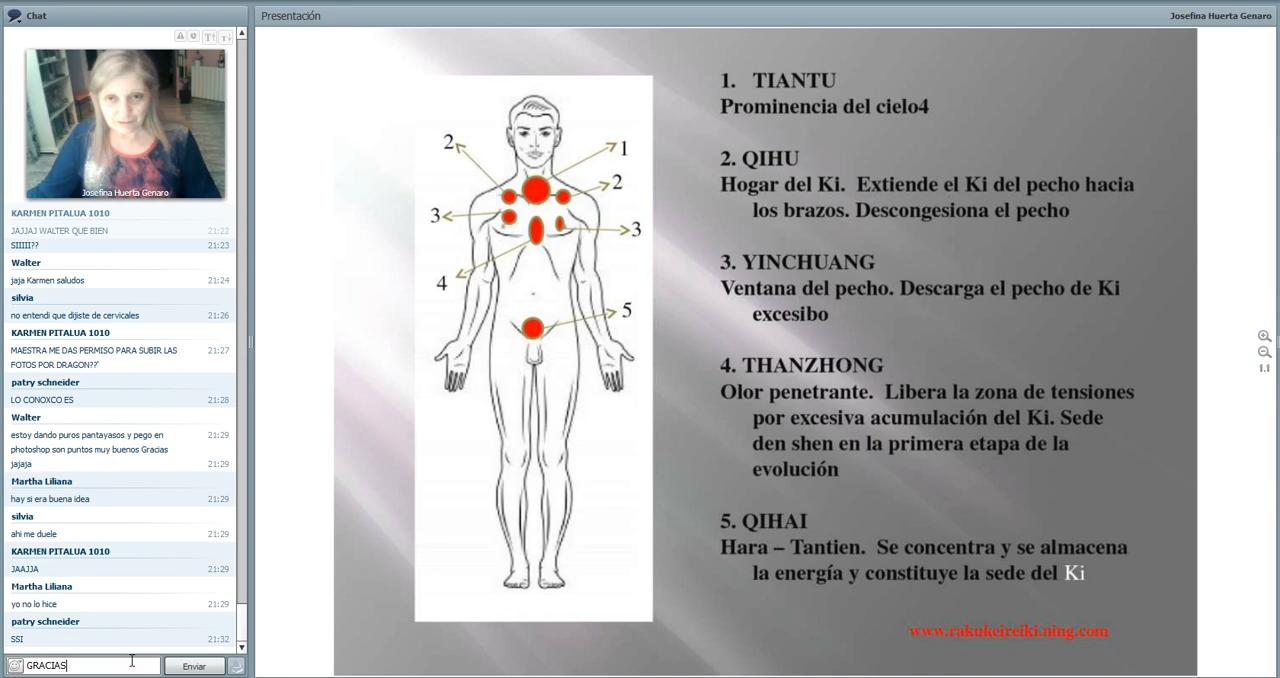 Chat
Josefina Huerta Genaro
KARMEN PITALUA 1010
JAJJAJ WALTER QUE BIEN 21:22
SIIIII?? 21:23
Walter
jaja Karmen saludos 21:24
silvia
no entendi que dijiste de cervicales 21:26
KARMEN PITALUA 1010
MAESTRA ME DAS PERMISO PARA SUBIR LAS 21:27
FOTOS POR DRAGON??'
patry schneider
LO CONOXCO ES 21:28
Walter
estoy dando puros pantayasos y pego en 21:29
photoshop son puntos muy buenos Gracias
jajaja 21:29
Martha Liliana
hay si era buena idea 21:29
silvia
ahi me duele 21:29
KARMEN PITALUA 1010
JAAJJA 21:29
Martha Liliana
yo no lo hice 21:29
patry schneider
SSI 21:32
GRACIAS
Enviar
Presentación
Josefina Huerta Genaro
1. TIANTU
Prominencia del cielo4
2. QIHU
Hogar del Ki. Extiende el Ki del pecho hacia
los brazos. Descongesiona el pecho
3. YINCHUANG
Ventana del pecho. Descarga el pecho de Ki
excesibo
4. THANZHONG
Olor penetrante. Libera la zona de tensiones
por excesiva acumulación del Ki. Sede
den shen en la primera etapa de la
evolución
5. QIHAI
Hara – Tantien. Se concentra y se almacena
la energía y constituye la sede del Ki
www.rakukeireiki.ning.com
2
1
2
3
3
4
5
1.1